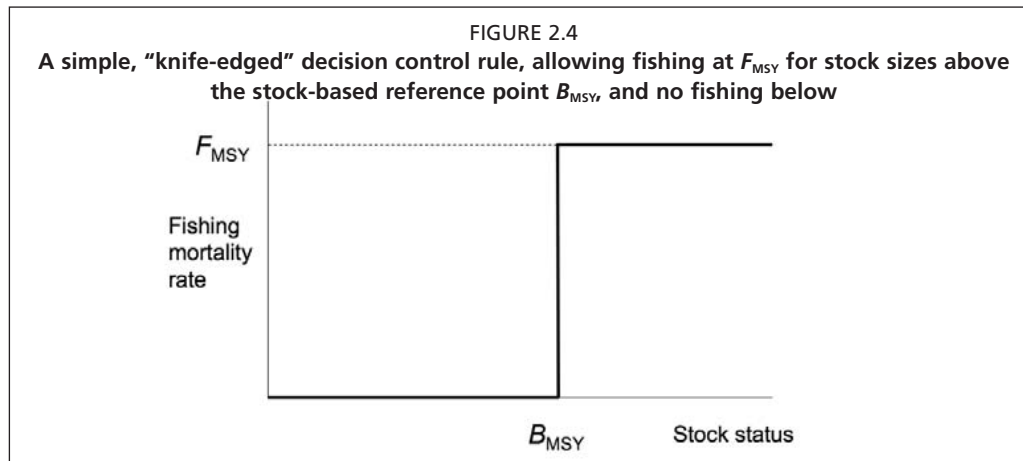 FIGURE 2.4
A simple, “knife-edged” decision control rule, allowing fishing at FMSY for stock sizes above
the stock-based reference point BMSY, and no fishing below
FMSY
Fishing
mortality
rate
BMSY
Stock status